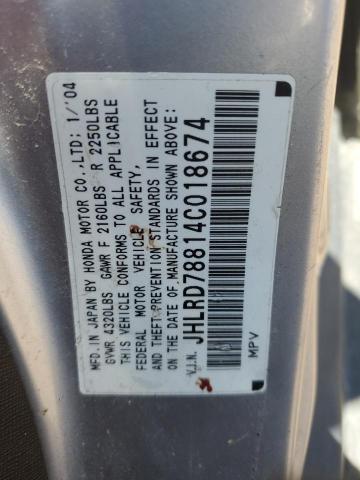 MFD.IN JAPAN BY HONDA MOTOR CO.,LTD: 1/'04
GVWR 4320LBS GAWR F 2160LBS R 2250LBS
THIS VEHICLE CONFORMS TO ALL APPLICABLE
FEDERAL MOTOR VEHICLE SAFETY,
AND THEFT PREVENTION STANDARDS IN EFFECT
ON THE DATE OF MANUFACTURE SHOWN ABOVE.
JHLRD78814C018674
V.I.N.
MPV